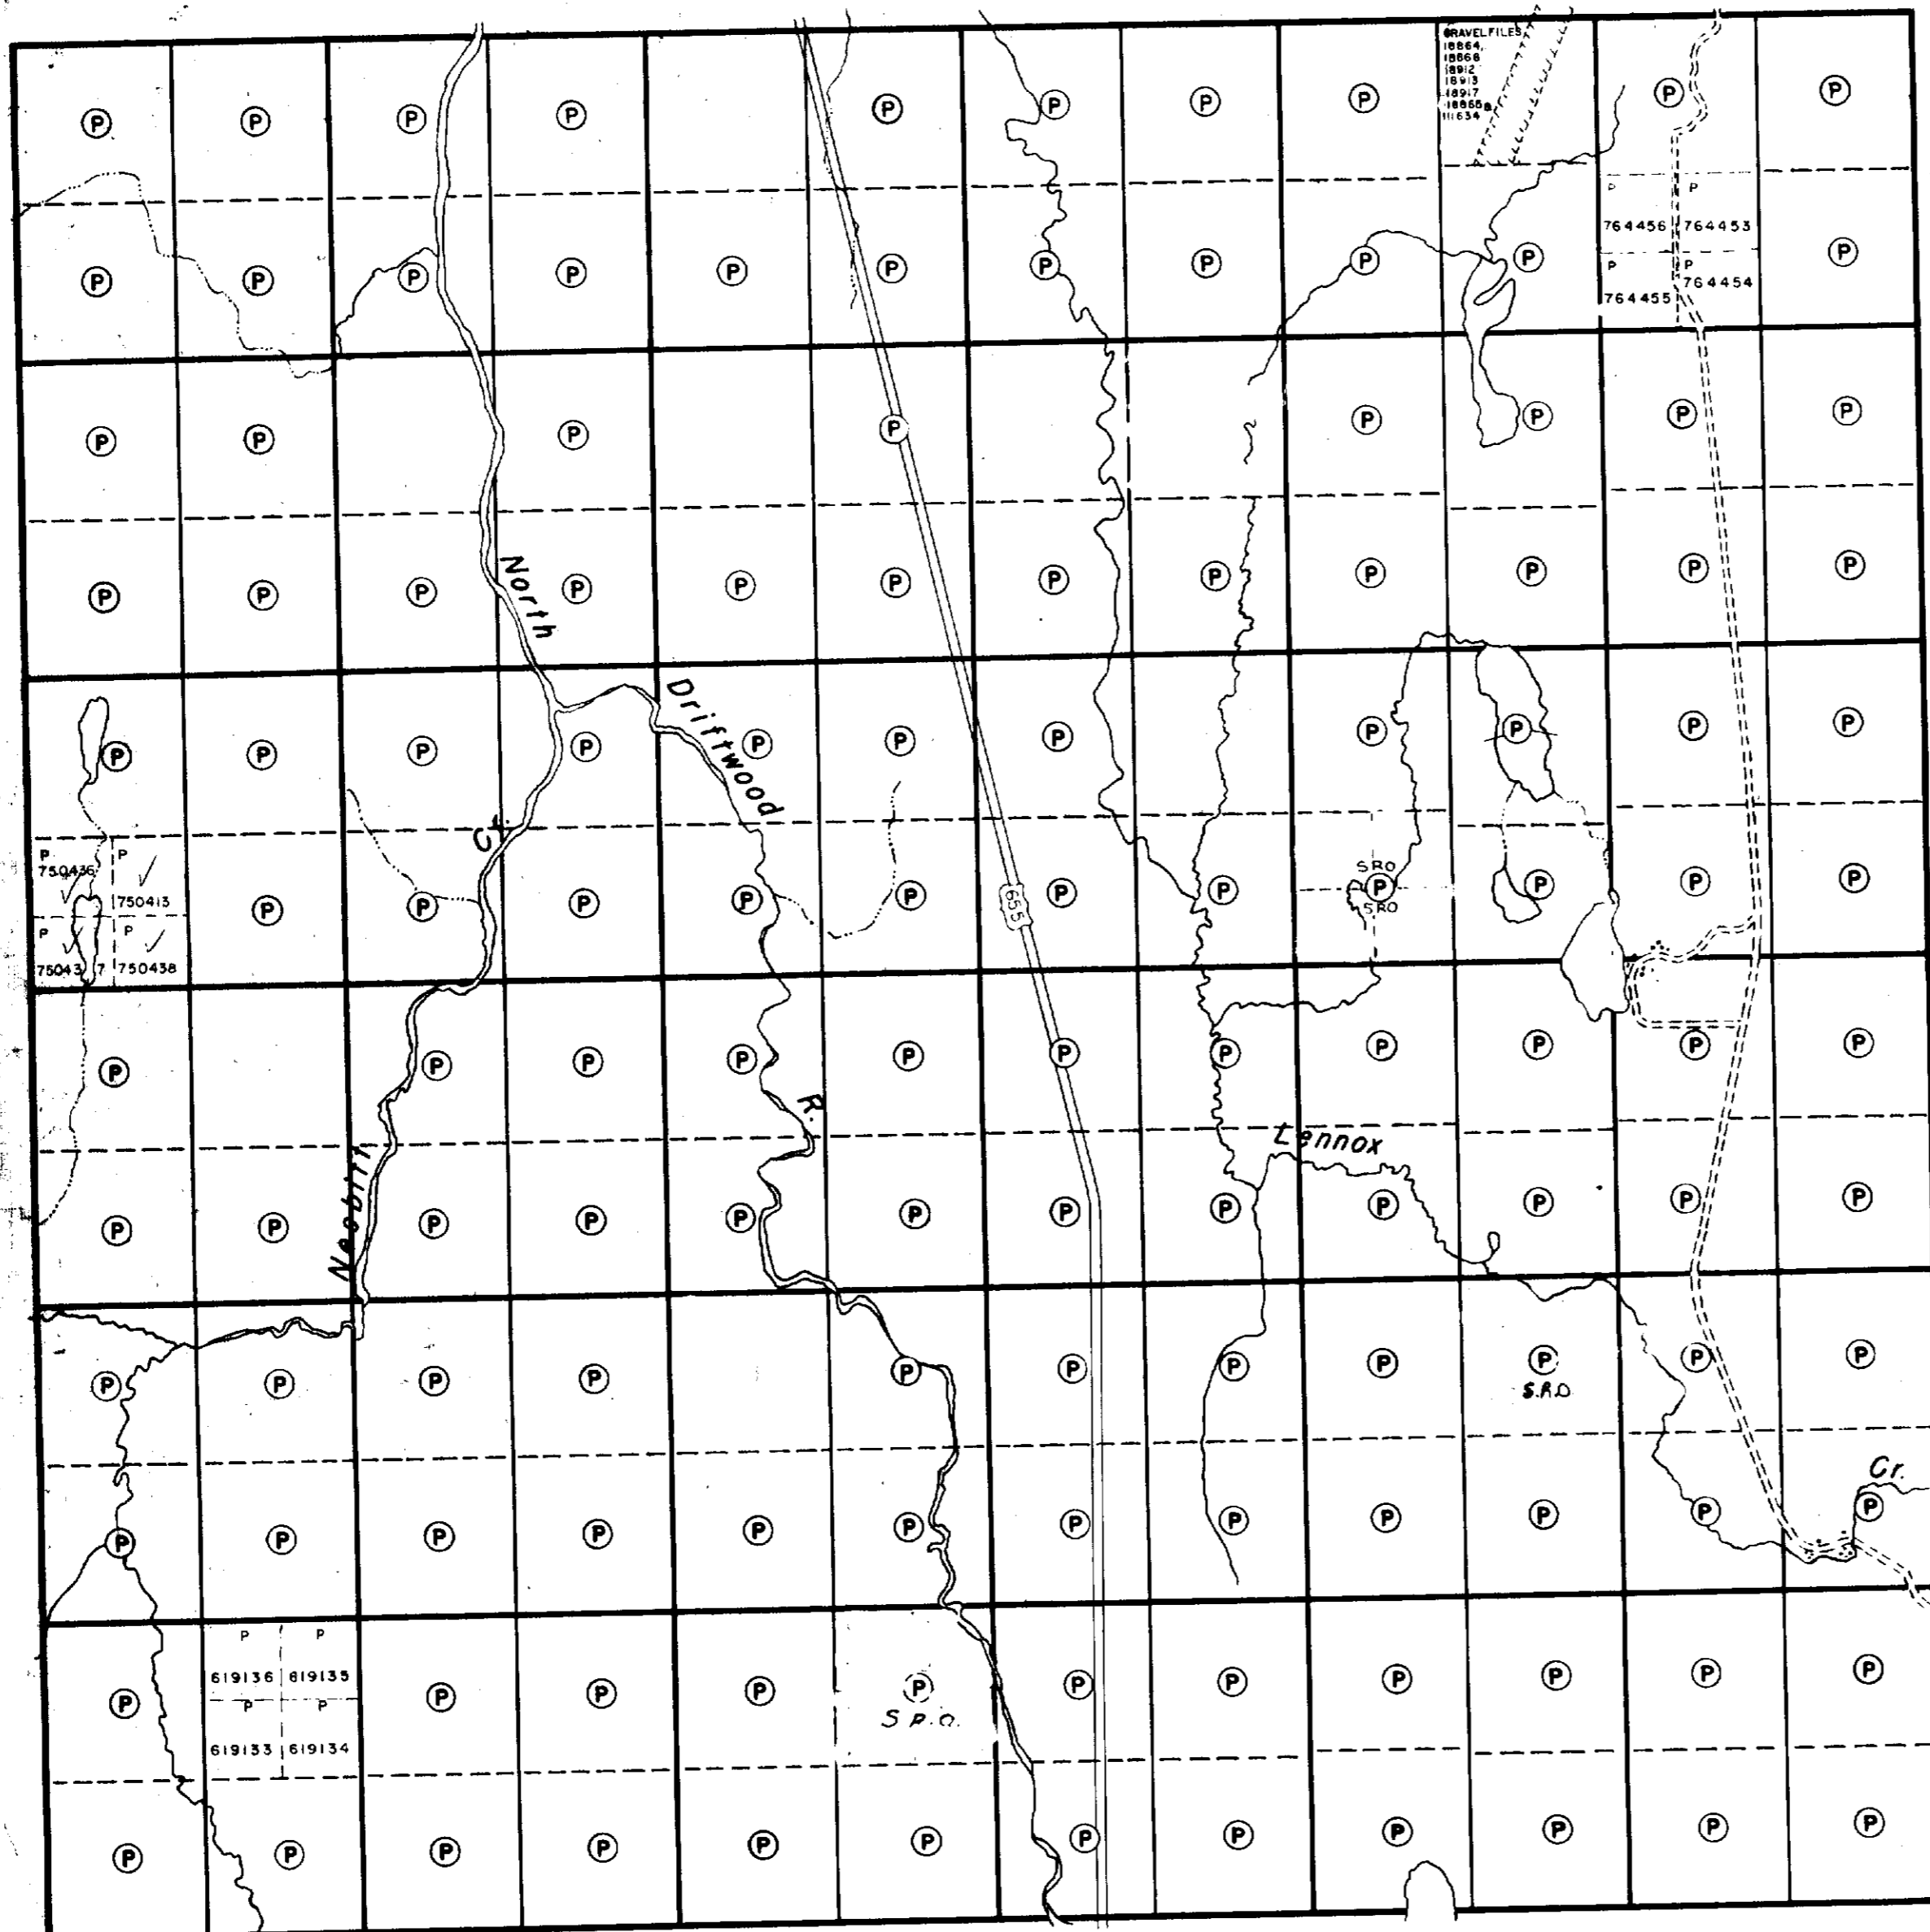 GRAVEL FILES
18864,
18868
18912
18913
18917
111634
P P P P P P P P P P P
P P
764456 764453
P P P P P P P P P P P
P P
764455 764454
P P P P P P P P
North
P P P P P P P P P P P P
Driftwood
P P P P P P P P P P P
Cr.
P P
750436
750413
P P
750438
SRO
P P P P P P P P P P P
SRO
655
P P P P P P P P P P P
R.
Lennox
P P P P P P P P P P P P
Nesbitt
P P P P P P P P P P P
S.R.O
Cr.
P P P P P P P P P P P P
P P
619136 619135
P P P P P P P P P P P
P P
S R.O.
619133 619134
P P P P P P P P P P P P